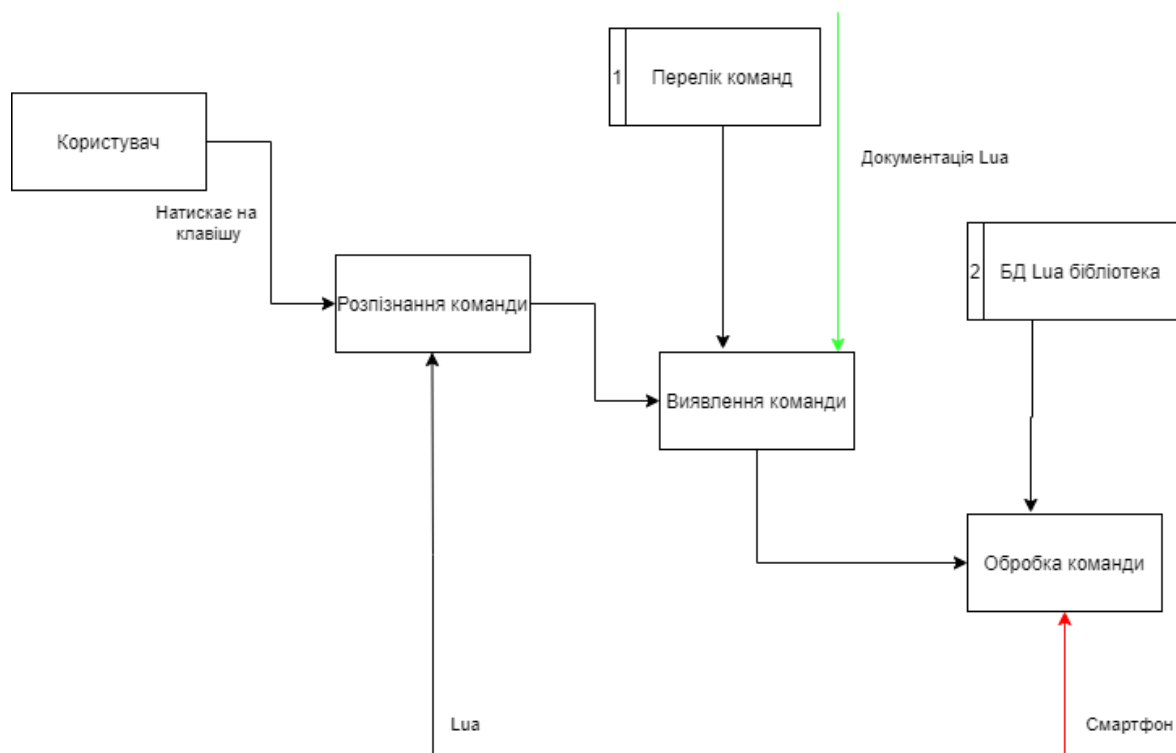 1
Перелік команд
Користувач
Документація Lua
Натискає на
клавішу
2
БД Lua бібліотека
Розпізнання команди
Виявлення команди
Обробка команди
Lua
Смартфон